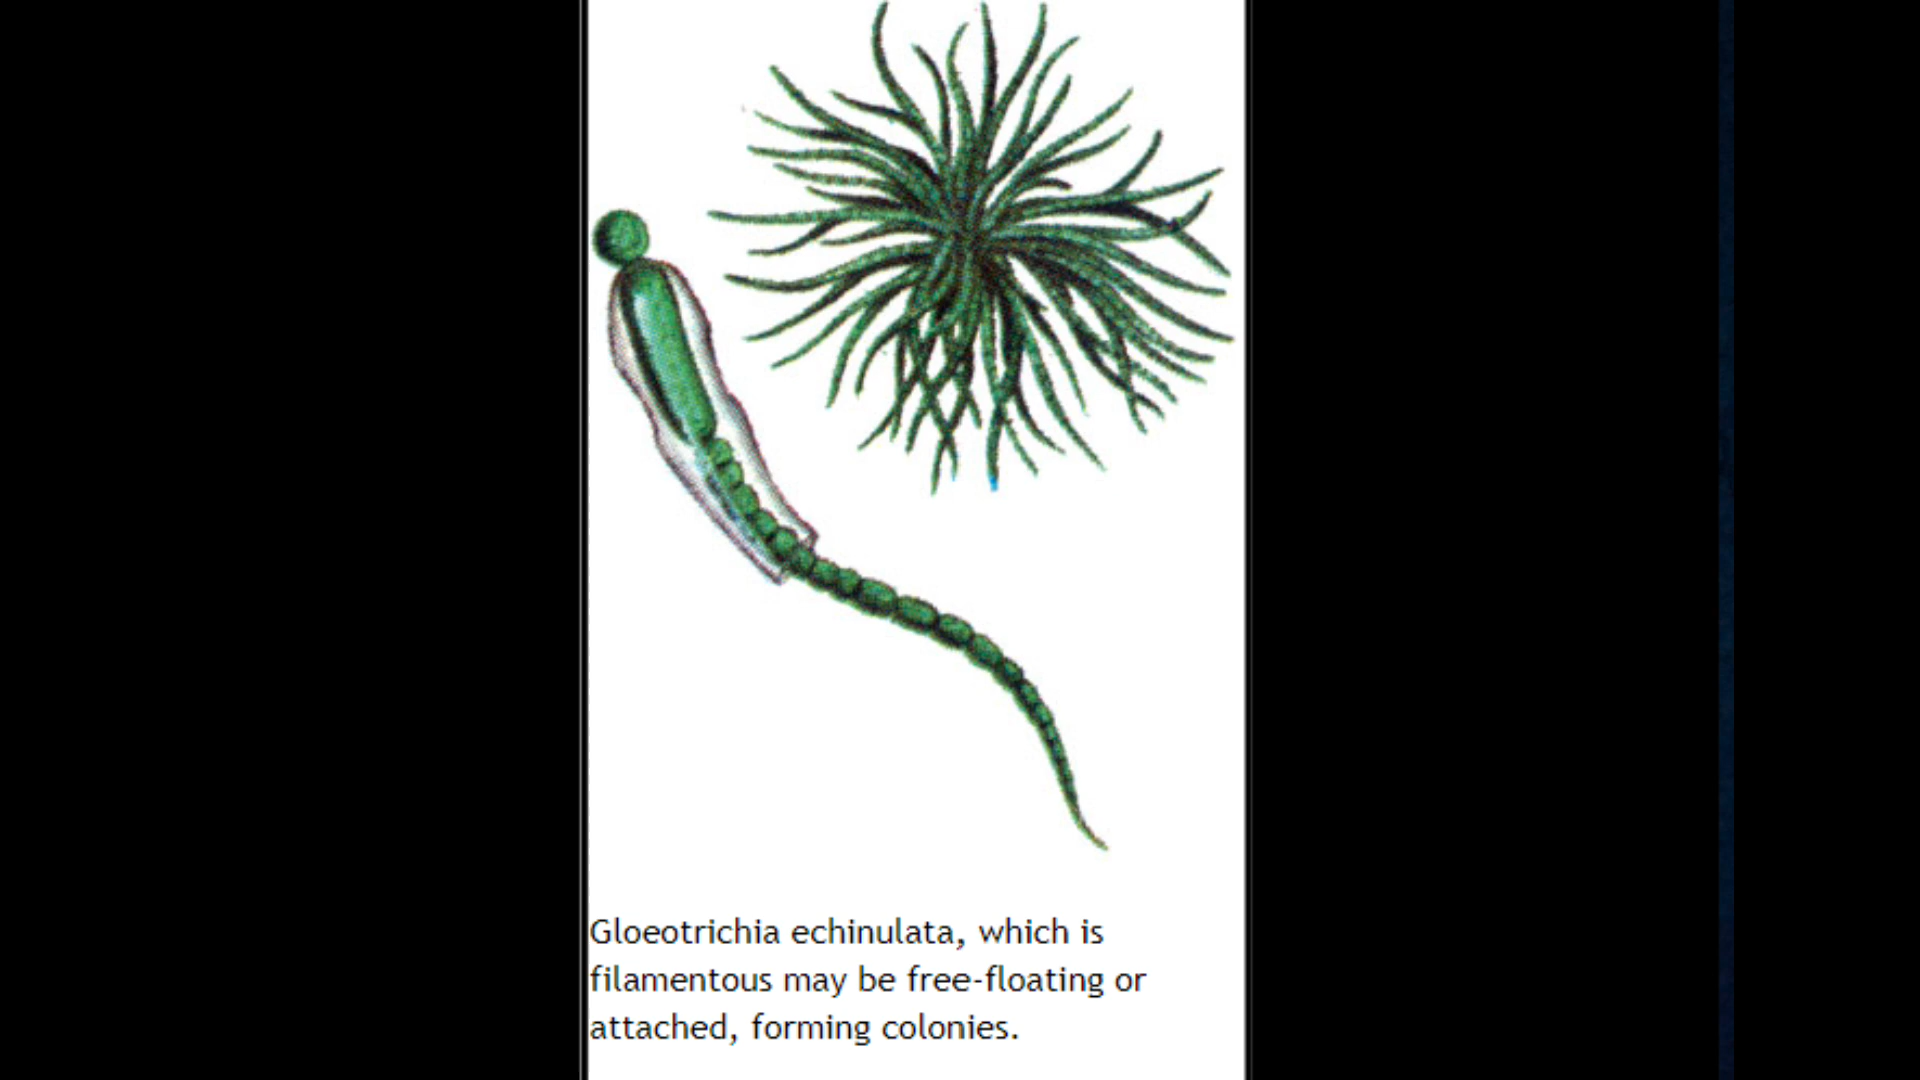 Gloeotrichia echinulata, which is
filamentous may be free-floating or
attached, forming colonies.